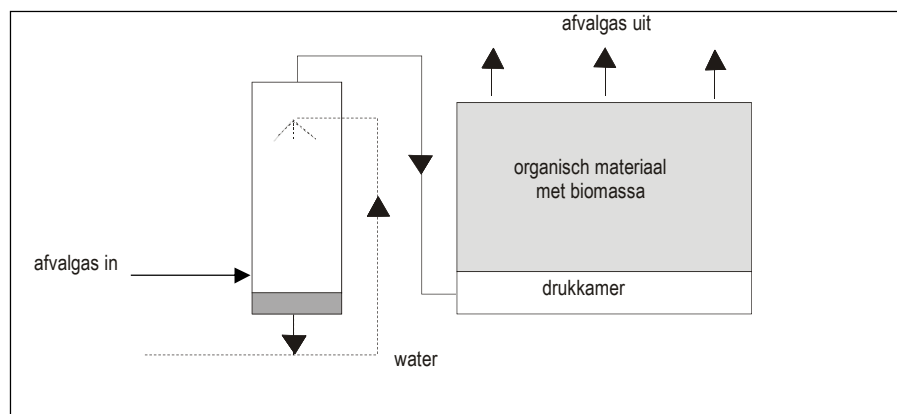 afvalgas uit
organisch materiaal
met biomassa
afvalgas in
drukkamer
water